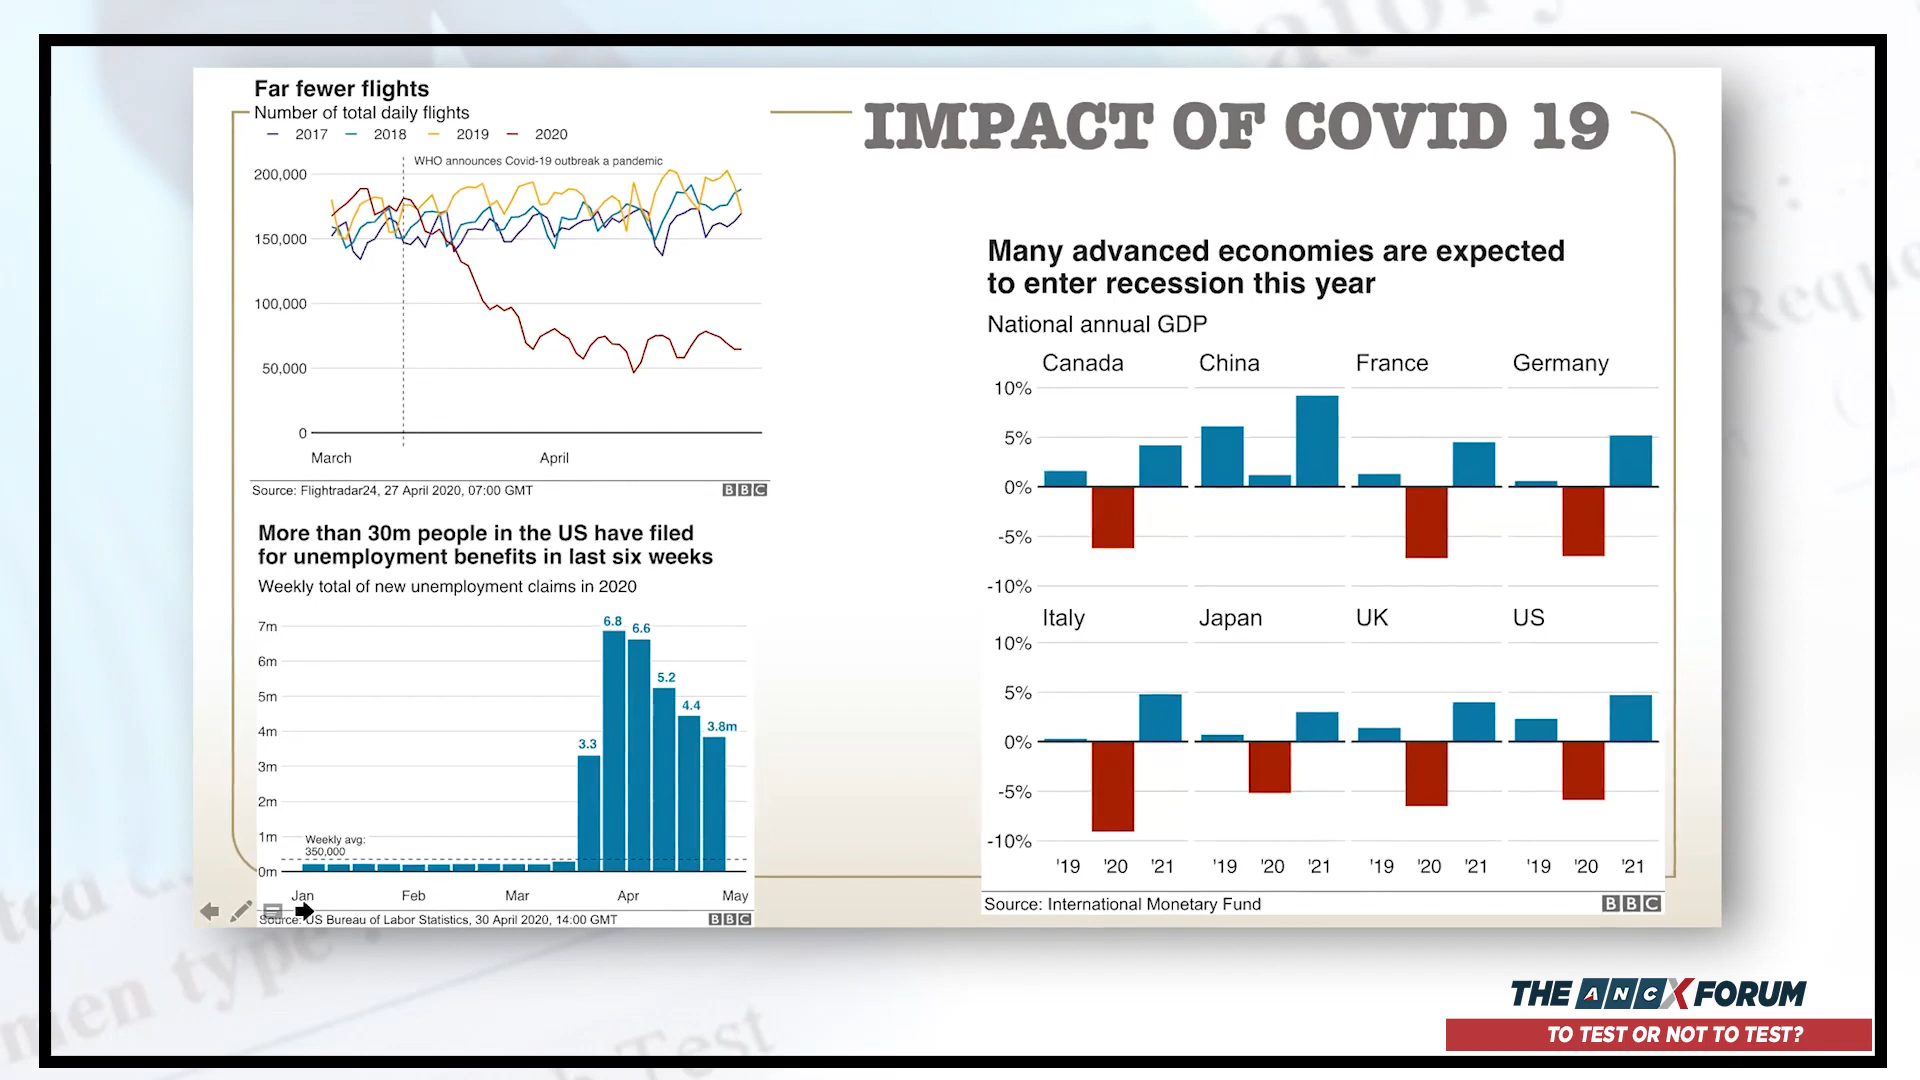 IMPACT OF COVID 19
Far fewer flights
Number of total daily flights
2017 2018 2019 2020
WHO announces Covid-19 outbreak a pandemic
200,000
150,000
100,000
50,000
0
March April
Source: Flightradar24, 27 April 2020, 07:00 GMT
BBC
More than 30m people in the US have filed
for unemployment benefits in last six weeks
Weekly total of new unemployment claims in 2020
7m
6m
5m
4m
3m
2m
1m
0m
6.8
6.6
5.2
4.4
3.8m
3.3
Weekly avg:
350,000
Jan Feb Mar Apr May
Source: US Bureau of Labor Statistics, 30 April 2020, 14:00 GMT
BBC
Many advanced economies are expected
to enter recession this year
National annual GDP
Canada China France Germany
10%
5%
0%
-5%
-10%
Italy Japan UK US
10%
5%
0%
-5%
-10%
'19 '20 '21 '19 '20 '21 '19 '20 '21 '19 '20 '21
Source: International Monetary Fund
BBC
THE ANCX FORUM
TO TEST OR NOT TO TEST?
men type :
Test